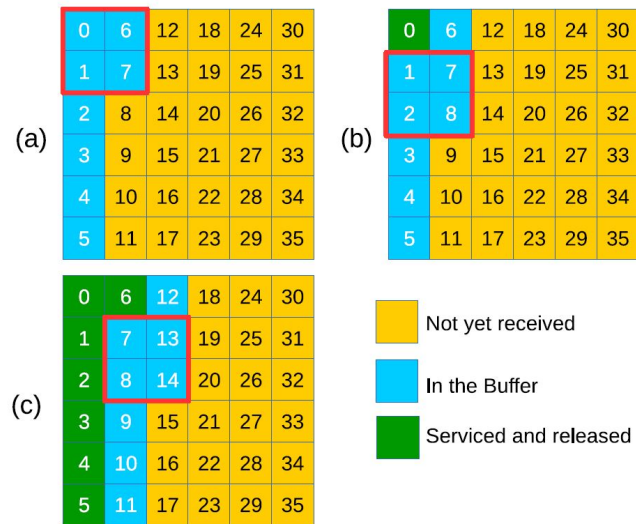 (a)
0 6 12 18 24 30
1 7 13 19 25 31
2 8 14 20 26 32
3 9 15 21 27 33
4 10 16 22 28 34
5 11 17 23 29 35
(b)
0 6 12 18 24 30
1 7 13 19 25 31
2 8 14 20 26 32
3 9 15 21 27 33
4 10 16 22 28 34
5 11 17 23 29 35
(c)
0 6 12 18 24 30
1 7 13 19 25 31
2 8 14 20 26 32
3 9 15 21 27 33
4 10 16 22 28 34
5 11 17 23 29 35
Not yet received
In the Buffer
Serviced and released